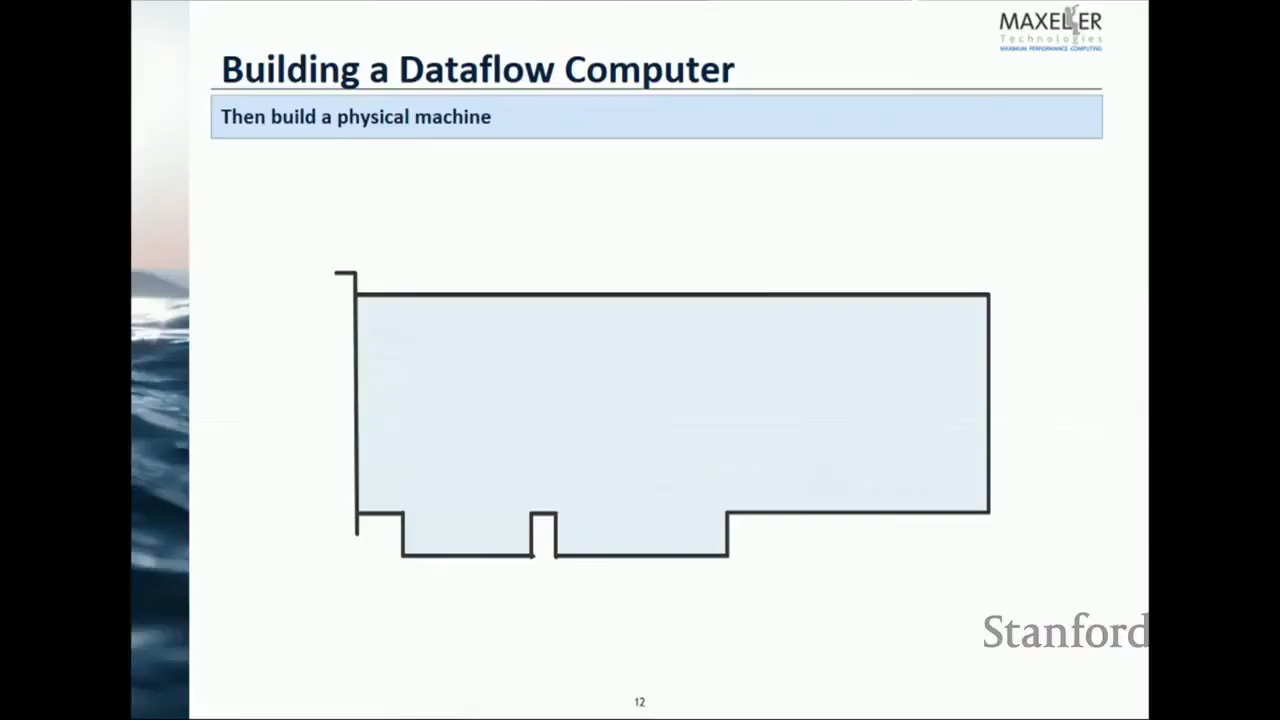 MAXELER
Technologies
MAXIMUM PERFORMANCE COMPUTING
Building a Dataflow Computer
Then build a physical machine
Stanford
12